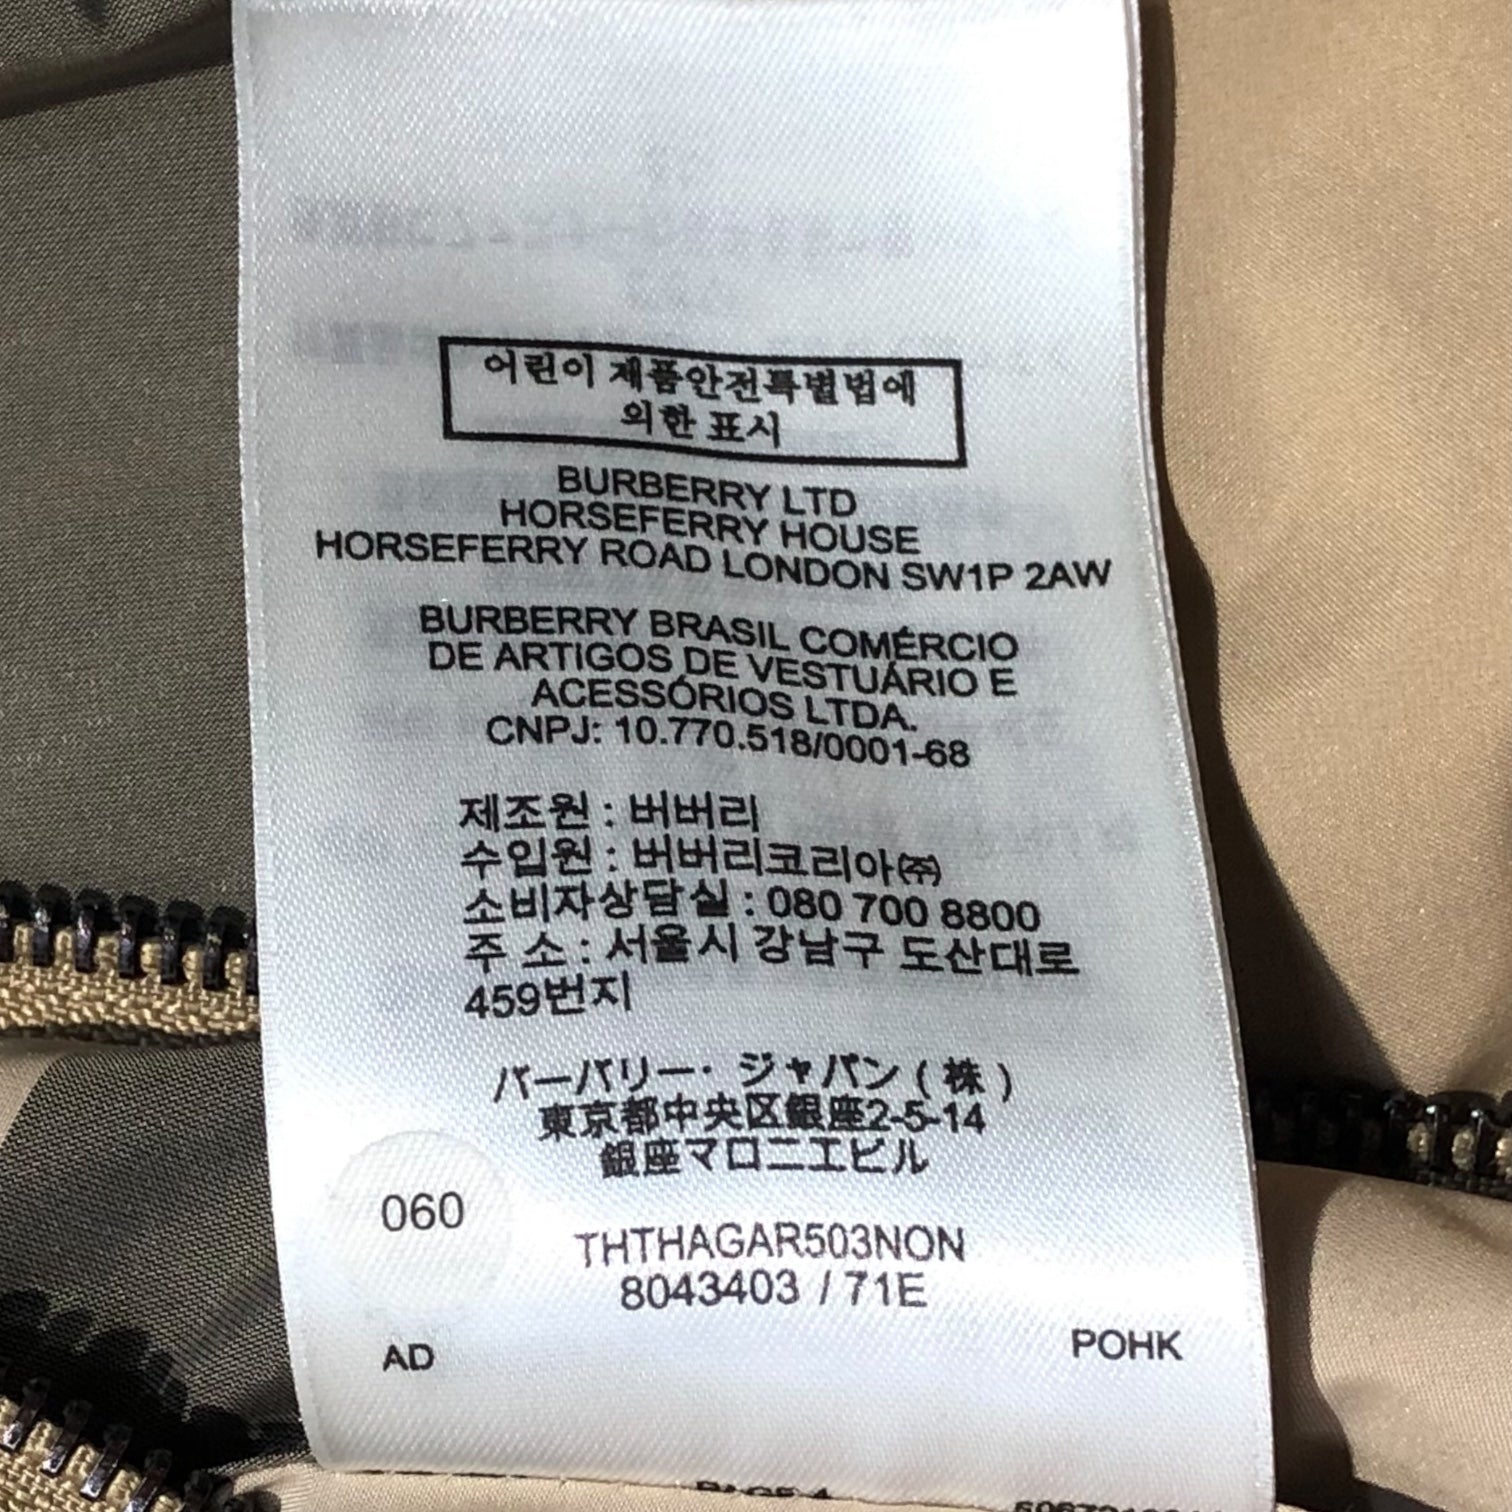 어린이 제품안전특별법에
의한 표시
BURBERRY LTD
HORSEFERRY HOUSE
HORSEFERRY ROAD LONDON SW1P 2AW
BURBERRY BRASIL COMÉRCIO
DE ARTIGOS DE VESTUÁRIO E
ACESSÓRIOS LTDA.
CNPJ: 10.770.518/0001-68
제조원 : 버버리
수입원 : 버버리코리아㈜
소비자상담실 : 080 700 8800
주 소 : 서울시 강남구 도산대로
459번지
バーバリー・ジャパン ( 株 )
東京都中央区銀座2-5-14
銀座マロニエビル
060
THTHAGAR503NON
8043403 / 71E
AD
POHK